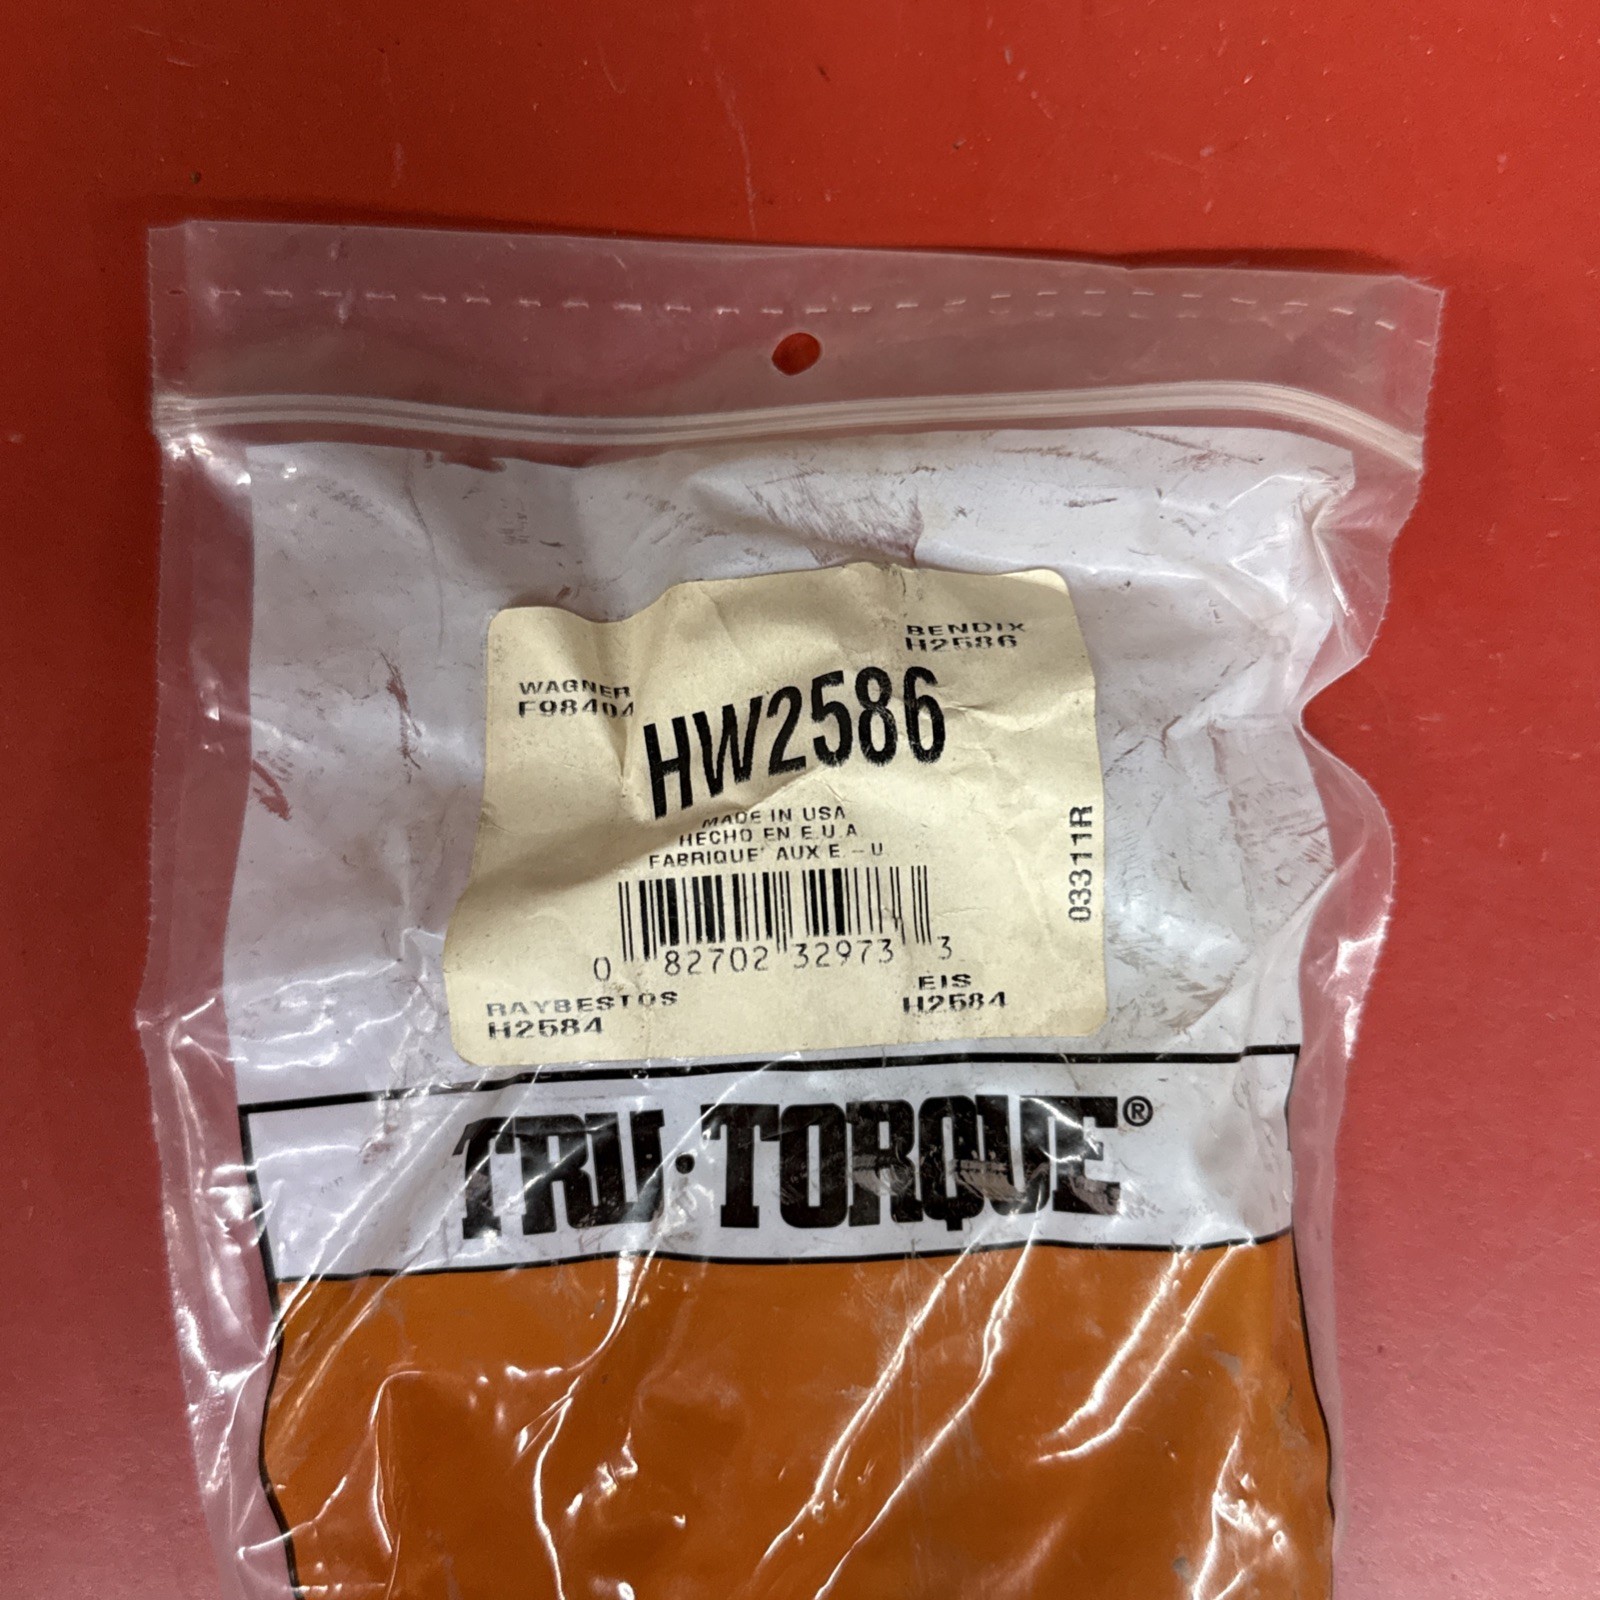 BENDIX
H2586
WAGNER
F98404
HW2586
MADE IN USA
HECHO EN E.U.A
FABRIQUE' AUX E.-U
03311R
0 82702 32973 3
RAYBESTOS
H2584
EIS
H2584
TRU·TORQUE®